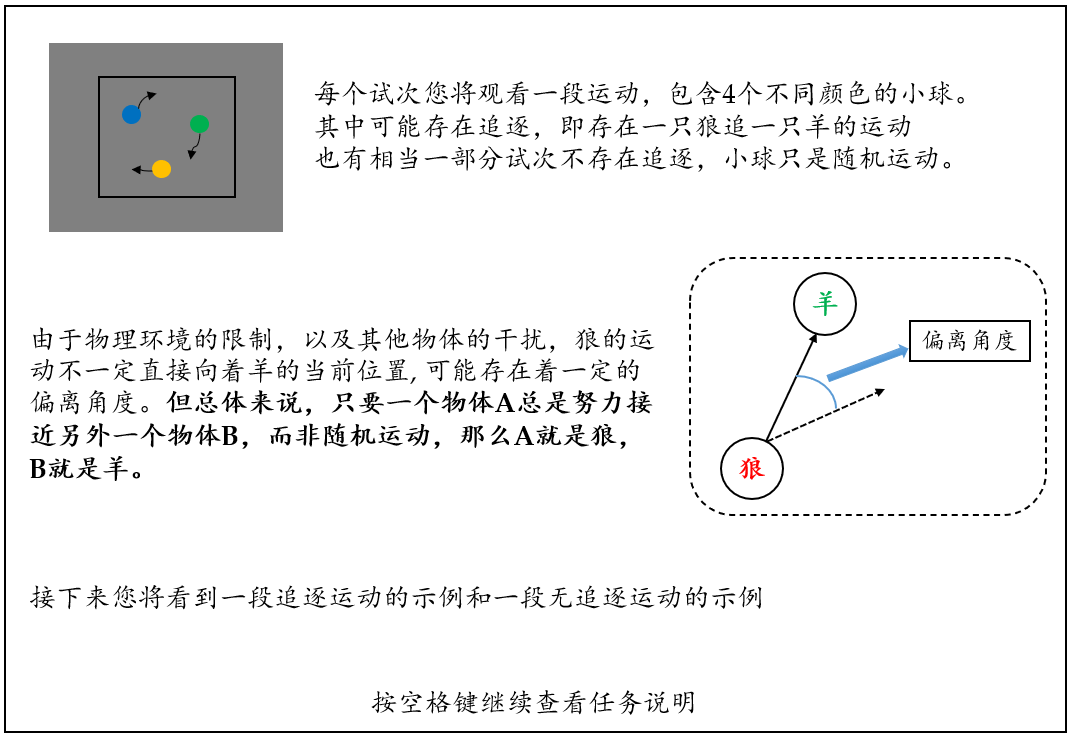 每个试次您将观看一段运动，包含4个不同颜色的小球。
其中可能存在追逐，即存在一只狼追一只羊的运动
也有相当一部分试次不存在追逐，小球只是随机运动。
由于物理环境的限制，以及其他物体的干扰，狼的运
动不一定直接向着羊的当前位置, 可能存在着一定的
偏离角度。但总体来说，只要一个物体A总是努力接
近另外一个物体B，而非随机运动，那么A就是狼，
B就是羊。
羊
偏离角度
狼
接下来您将看到一段追逐运动的示例和一段无追逐运动的示例
按空格键继续查看任务说明